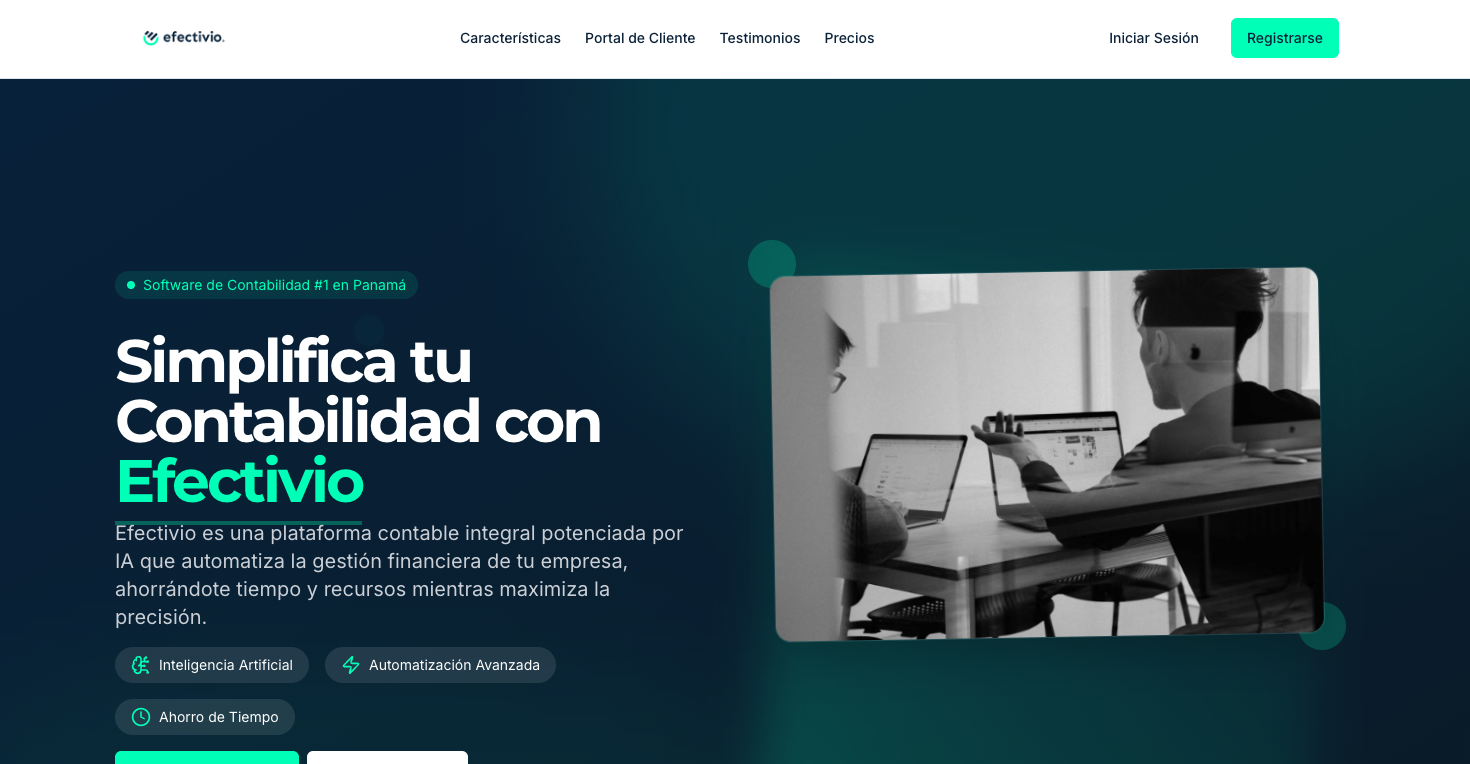 efectivio.
Características
Portal de Cliente
Testimonios
Precios
Iniciar Sesión
Registrarse
Software de Contabilidad #1 en Panamá
Simplifica tu
Contabilidad con
Efectivio
Efectivio es una plataforma contable integral potenciada por
IA que automatiza la gestión financiera de tu empresa,
ahorrándote tiempo y recursos mientras maximiza la
precisión.
Inteligencia Artificial
Automatización Avanzada
Ahorro de Tiempo